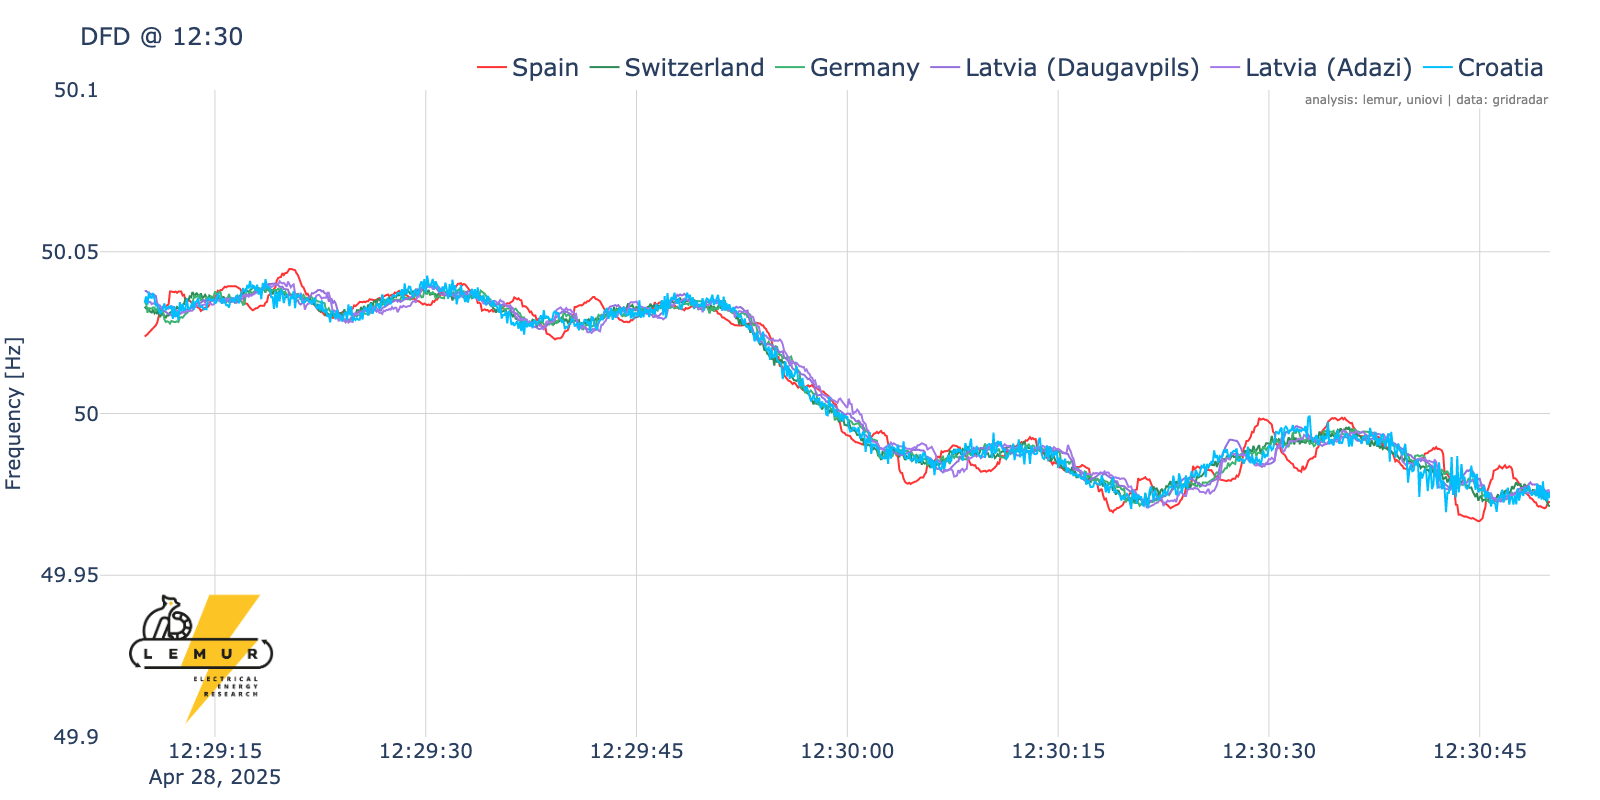 DFD @ 12:30
Spain Switzerland Germany Latvia (Daugavpils) Latvia (Adazi) Croatia
analysis: lemur, uniovi | data: gridradar
50.1
50.05
50
49.95
49.9
Frequency [Hz]
LEMUR
ELECTRICAL
ENERGY
RESEARCH
12:29:15 12:29:30 12:29:45 12:30:00 12:30:15 12:30:30 12:30:45
Apr 28, 2025